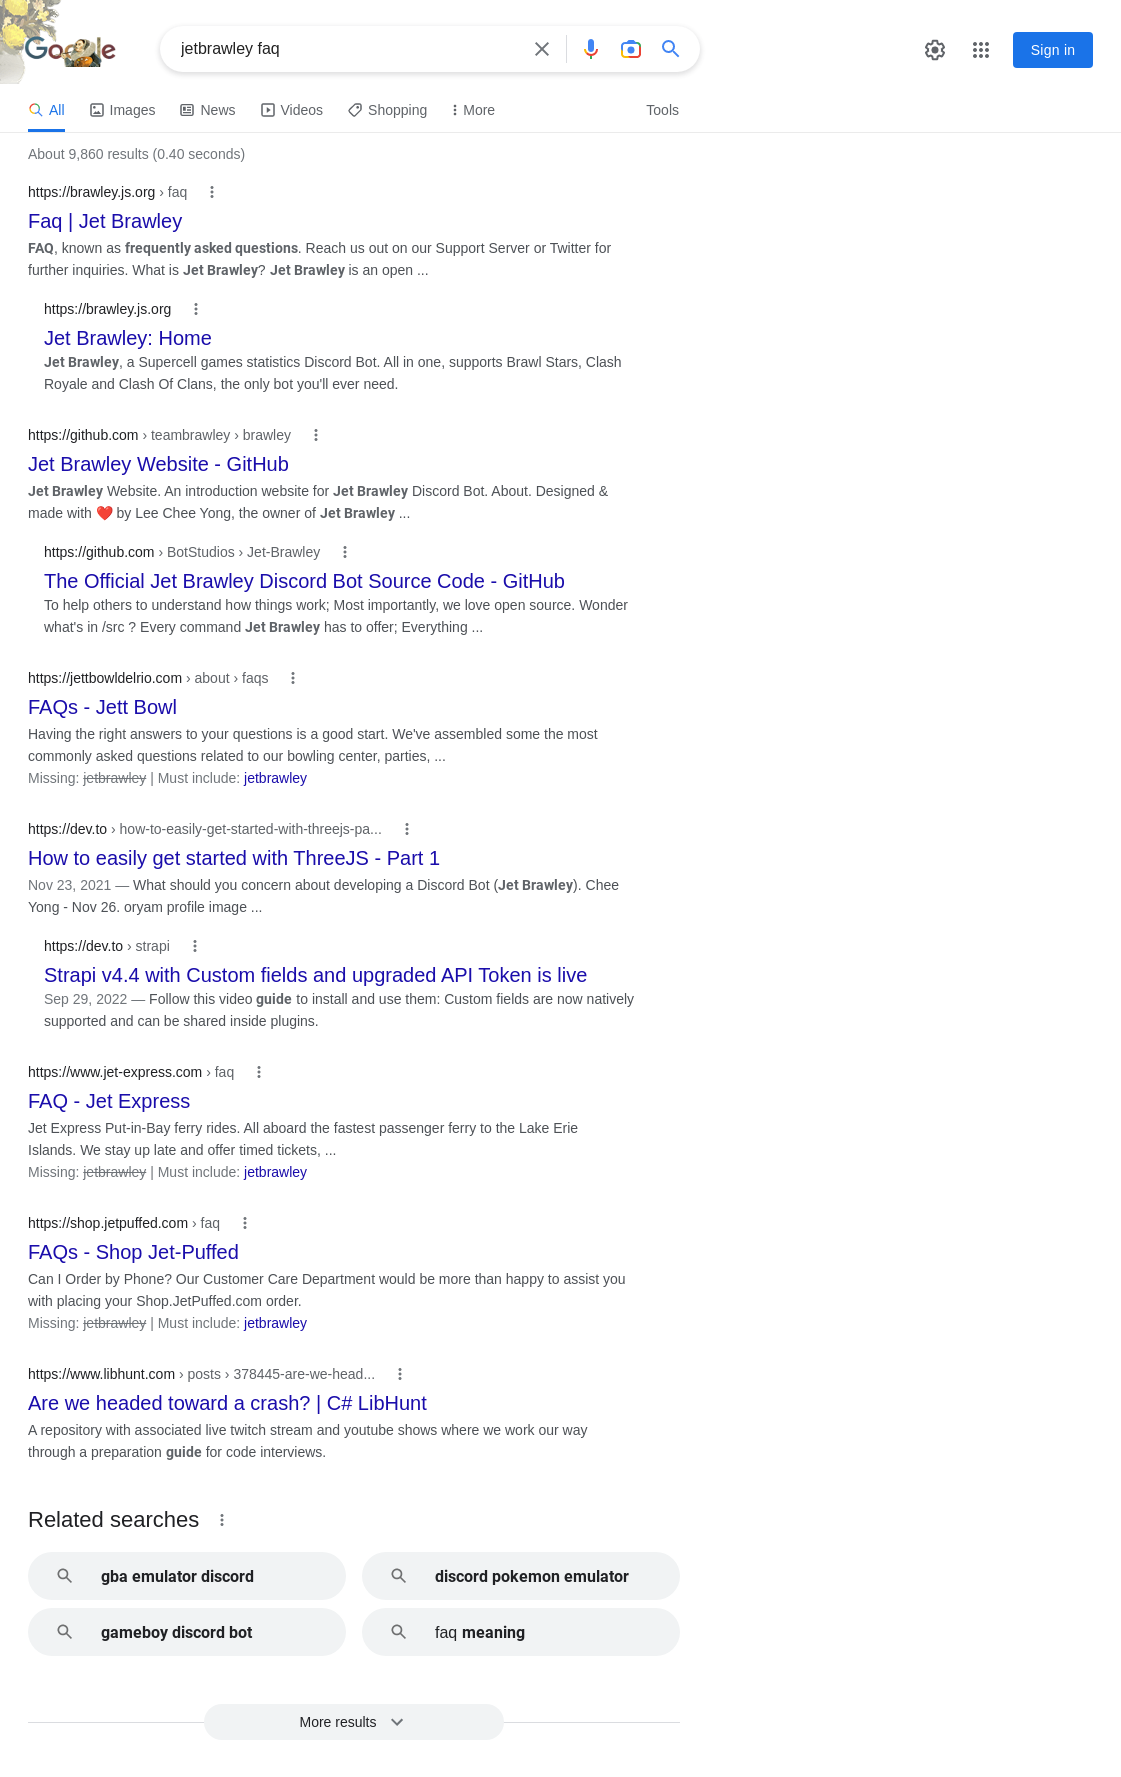 Google
jetbrawley faq
Sign in
All
Images
News
Videos
Shopping
More
Tools
About 9,860 results (0.40 seconds)
https://brawley.js.org › faq
Faq | Jet Brawley
FAQ, known as frequently asked questions. Reach us out on our Support Server or Twitter for
further inquiries. What is Jet Brawley? Jet Brawley is an open ...
https://brawley.js.org
Jet Brawley: Home
Jet Brawley, a Supercell games statistics Discord Bot. All in one, supports Brawl Stars, Clash
Royale and Clash Of Clans, the only bot you'll ever need.
https://github.com › teambrawley › brawley
Jet Brawley Website - GitHub
Jet Brawley Website. An introduction website for Jet Brawley Discord Bot. About. Designed &
made with ❤️ by Lee Chee Yong, the owner of Jet Brawley ...
https://github.com › BotStudios › Jet-Brawley
The Official Jet Brawley Discord Bot Source Code - GitHub
To help others to understand how things work; Most importantly, we love open source. Wonder
what's in /src ? Every command Jet Brawley has to offer; Everything ...
https://jettbowldelrio.com › about › faqs
FAQs - Jett Bowl
Having the right answers to your questions is a good start. We've assembled some the most
commonly asked questions related to our bowling center, parties, ...
Missing: jetbrawley | Must include: jetbrawley
https://dev.to › how-to-easily-get-started-with-threejs-pa...
How to easily get started with ThreeJS - Part 1
Nov 23, 2021 — What should you concern about developing a Discord Bot (Jet Brawley). Chee
Yong - Nov 26. oryam profile image ...
https://dev.to › strapi
Strapi v4.4 with Custom fields and upgraded API Token is live
Sep 29, 2022 — Follow this video guide to install and use them: Custom fields are now natively
supported and can be shared inside plugins.
https://www.jet-express.com › faq
FAQ - Jet Express
Jet Express Put-in-Bay ferry rides. All aboard the fastest passenger ferry to the Lake Erie
Islands. We stay up late and offer timed tickets, ...
Missing: jetbrawley | Must include: jetbrawley
https://shop.jetpuffed.com › faq
FAQs - Shop Jet-Puffed
Can I Order by Phone? Our Customer Care Department would be more than happy to assist you
with placing your Shop.JetPuffed.com order.
Missing: jetbrawley | Must include: jetbrawley
https://www.libhunt.com › posts › 378445-are-we-head...
Are we headed toward a crash? | C# LibHunt
A repository with associated live twitch stream and youtube shows where we work our way
through a preparation guide for code interviews.
Related searches
gba emulator discord
discord pokemon emulator
gameboy discord bot
faq meaning
More results